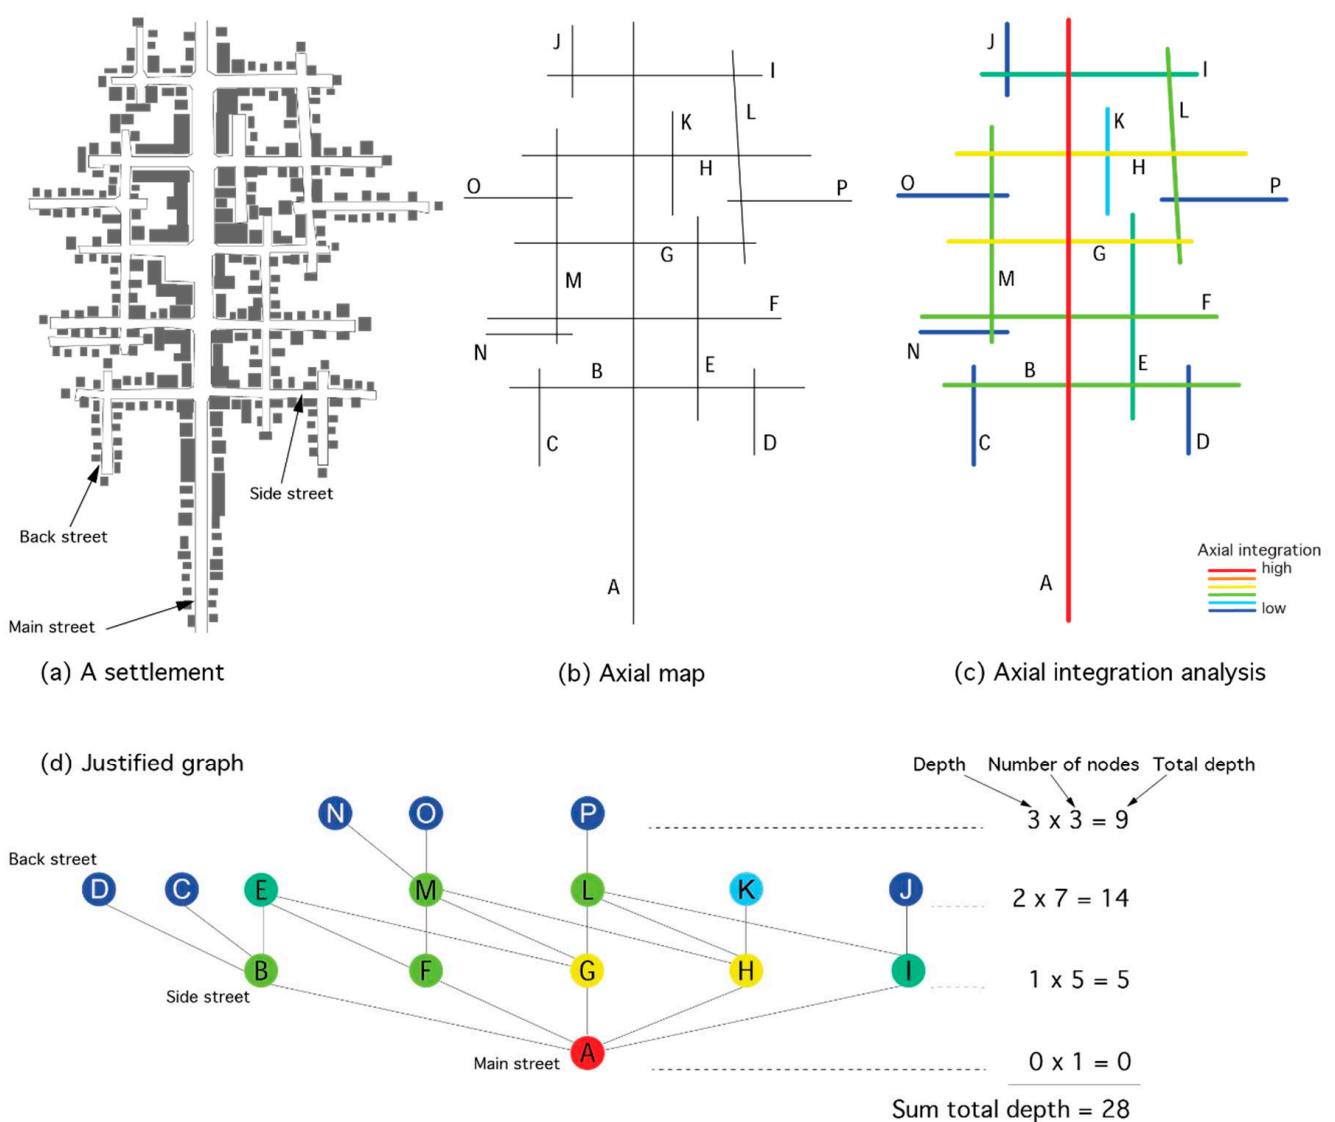 Back street
Side street
Main street
(a) A settlement
J
I
L
K
H
O
P
G
M
F
N
B
E
C
D
A
(b) Axial map
J
I
L
K
H
O
P
G
M
F
N
B
E
C
D
A
Axial integration
high
low
(c) Axial integration analysis
(d) Justified graph
Depth Number of nodes Total depth
N O P 3 x 3 = 9
Back street
D C E M L K J 2 x 7 = 14
B F G H I 1 x 5 = 5
Side street
A 0 x 1 = 0
Main street
Sum total depth = 28